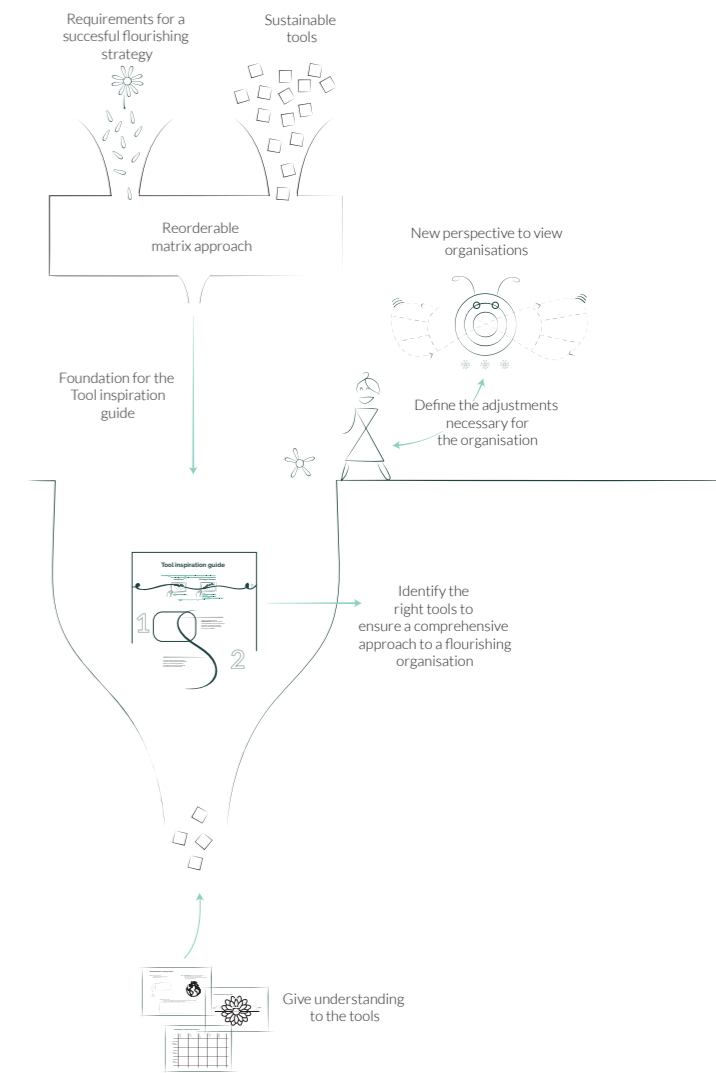 Requirements for a
succesful flourishing
strategy
Sustainable
tools
Reorderable
matrix approach
New perspective to view
organisations
Foundation for the
Tool inspiration
guide
Define the adjustments
necessary for
the organisation
Tool inspiration guide
1
2
Identify the
right tools to
ensure a comprehensive
approach to a flourishing
organisation
Give understanding
to the tools